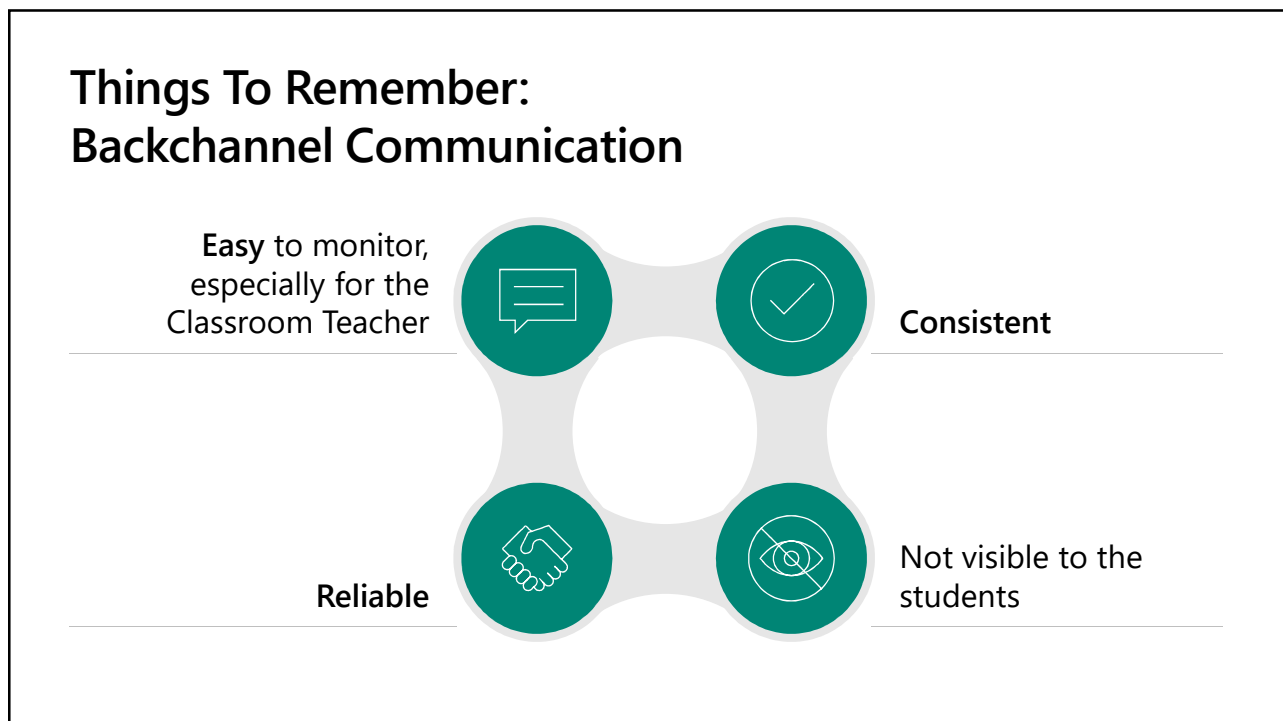 Things To Remember:
Backchannel Communication
Easy to monitor,
especially for the
Classroom Teacher
Consistent
Reliable
Not visible to the
students